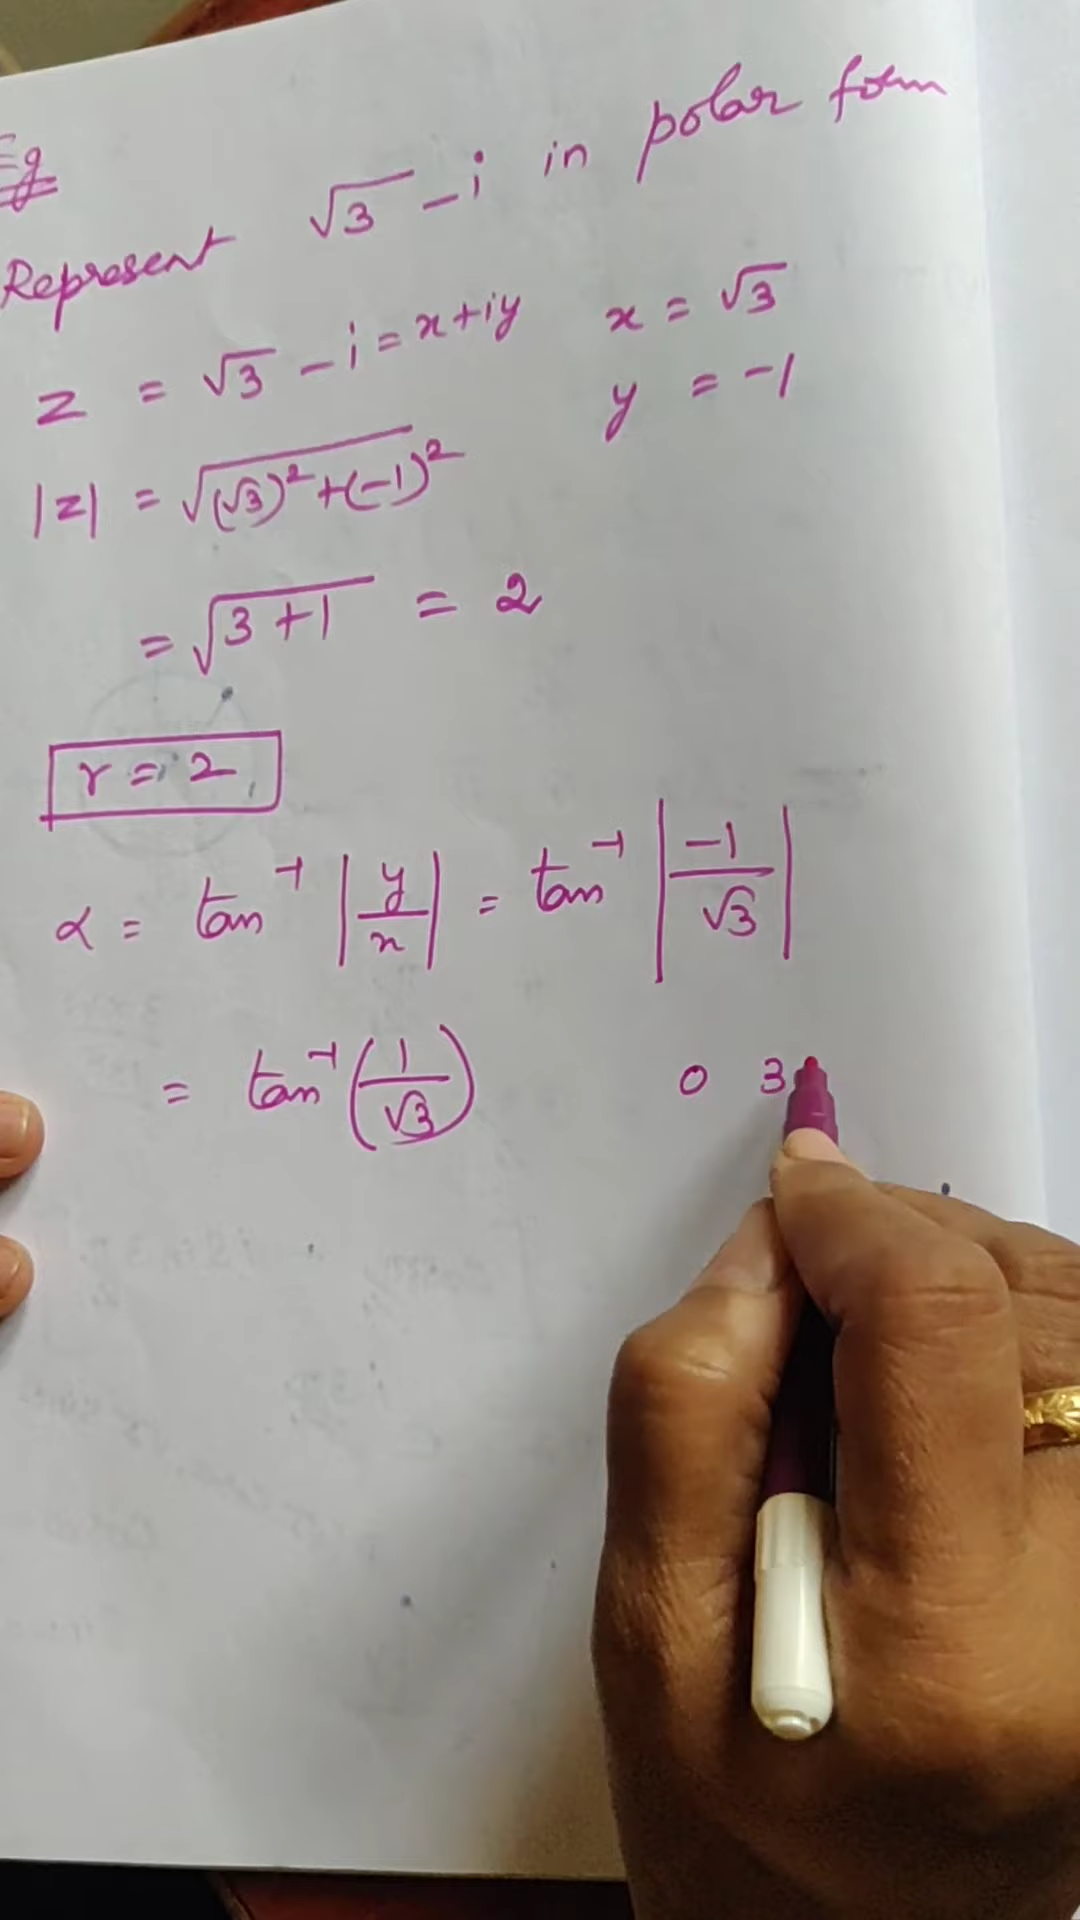 Eg
Represent √3 - i in polar form
z = √3 - i = x+iy x = √3
y = -1
|z| = √((√3)² + (-1)²)
= √(3+1) = 2
r = 2
α = tan⁻¹ |y/x| = tan⁻¹ |-1/√3|
= tan⁻¹ (1/√3) 0 3